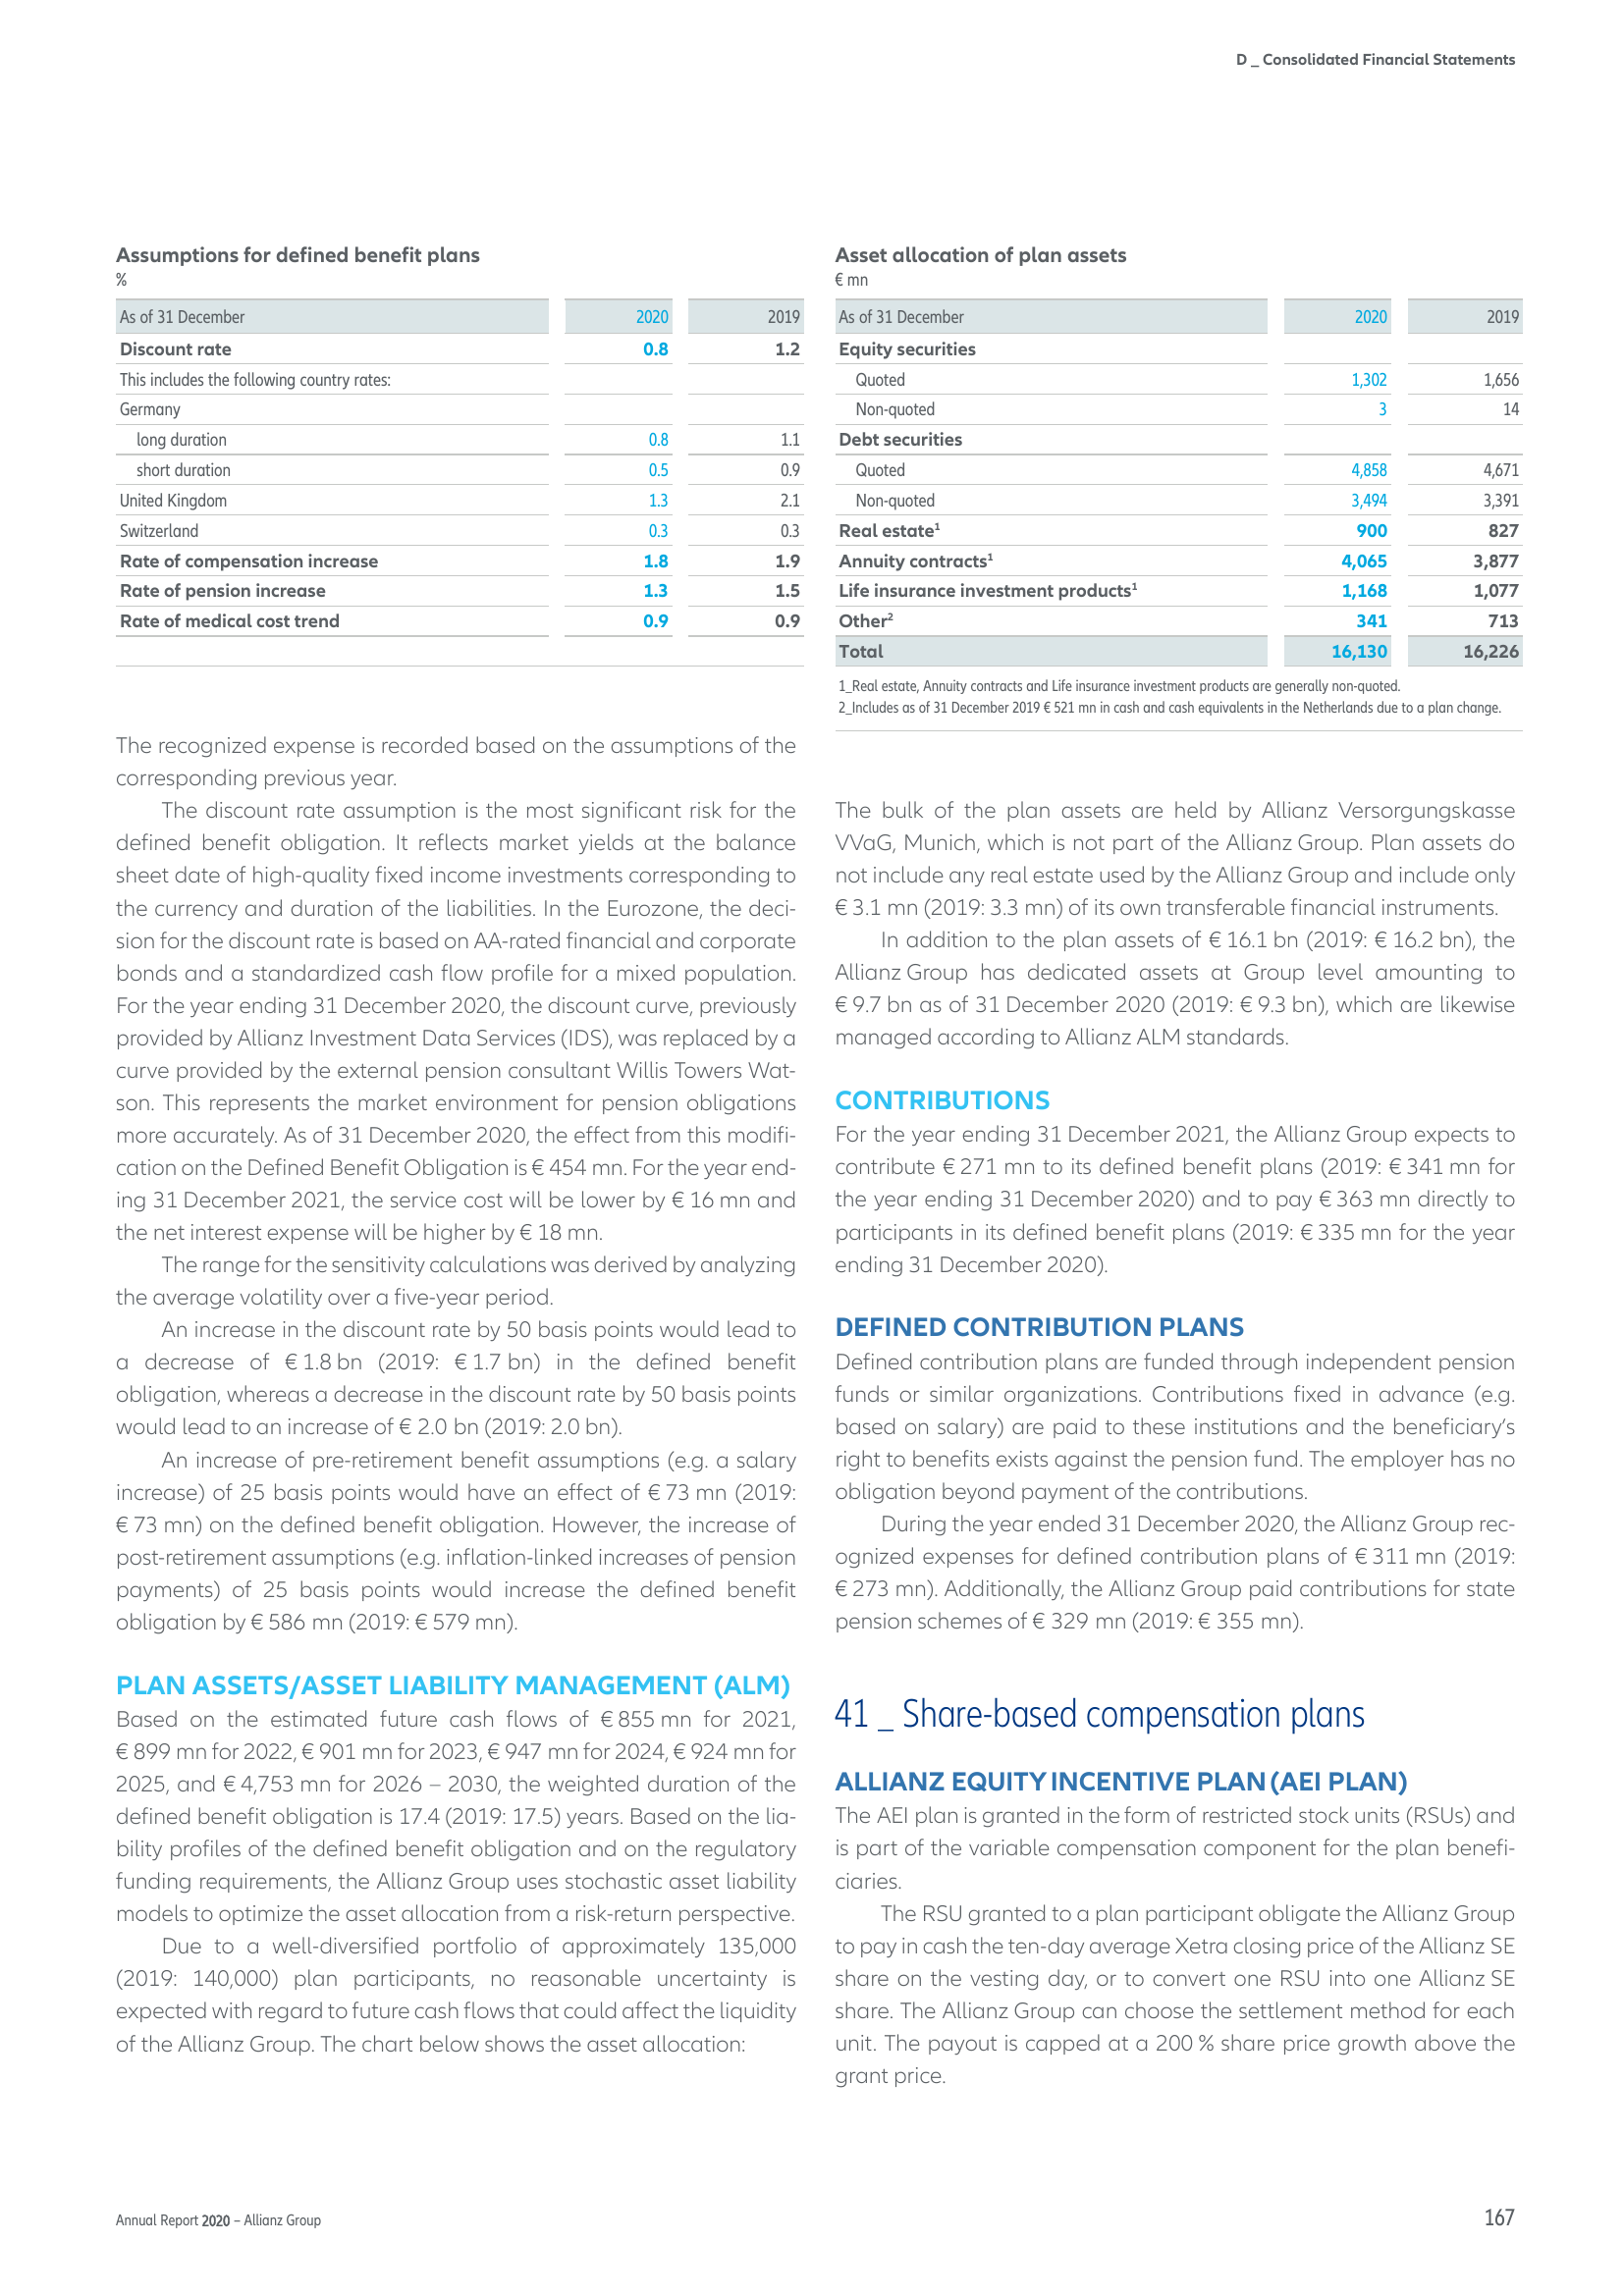 D _ Consolidated Financial Statements
Assumptions for defined benefit plans
%
As of 31 December 2020 2019
Discount rate 0.8 1.2
This includes the following country rates:
Germany
long duration 0.8 1.1
short duration 0.5 0.9
United Kingdom 1.3 2.1
Switzerland 0.3 0.3
Rate of compensation increase 1.8 1.9
Rate of pension increase 1.3 1.5
Rate of medical cost trend 0.9 0.9
The recognized expense is recorded based on the assumptions of the
corresponding previous year.
The discount rate assumption is the most significant risk for the
defined benefit obligation. It reflects market yields at the balance
sheet date of high-quality fixed income investments corresponding to
the currency and duration of the liabilities. In the Eurozone, the deci-
sion for the discount rate is based on AA-rated financial and corporate
bonds and a standardized cash flow profile for a mixed population.
For the year ending 31 December 2020, the discount curve, previously
provided by Allianz Investment Data Services (IDS), was replaced by a
curve provided by the external pension consultant Willis Towers Wat-
son. This represents the market environment for pension obligations
more accurately. As of 31 December 2020, the effect from this modifi-
cation on the Defined Benefit Obligation is € 454 mn. For the year end-
ing 31 December 2021, the service cost will be lower by € 16 mn and
the net interest expense will be higher by € 18 mn.
The range for the sensitivity calculations was derived by analyzing
the average volatility over a five-year period.
An increase in the discount rate by 50 basis points would lead to
a decrease of € 1.8 bn (2019: € 1.7 bn) in the defined benefit
obligation, whereas a decrease in the discount rate by 50 basis points
would lead to an increase of € 2.0 bn (2019: 2.0 bn).
An increase of pre-retirement benefit assumptions (e.g. a salary
increase) of 25 basis points would have an effect of € 73 mn (2019:
€ 73 mn) on the defined benefit obligation. However, the increase of
post-retirement assumptions (e.g. inflation-linked increases of pension
payments) of 25 basis points would increase the defined benefit
obligation by € 586 mn (2019: € 579 mn).
PLAN ASSETS/ASSET LIABILITY MANAGEMENT (ALM)
Based on the estimated future cash flows of € 855 mn for 2021,
€ 899 mn for 2022, € 901 mn for 2023, € 947 mn for 2024, € 924 mn for
2025, and € 4,753 mn for 2026 – 2030, the weighted duration of the
defined benefit obligation is 17.4 (2019: 17.5) years. Based on the lia-
bility profiles of the defined benefit obligation and on the regulatory
funding requirements, the Allianz Group uses stochastic asset liability
models to optimize the asset allocation from a risk-return perspective.
Due to a well-diversified portfolio of approximately 135,000
(2019: 140,000) plan participants, no reasonable uncertainty is
expected with regard to future cash flows that could affect the liquidity
of the Allianz Group. The chart below shows the asset allocation:
Asset allocation of plan assets
€ mn
As of 31 December 2020 2019
Equity securities
Quoted 1,302 1,656
Non-quoted 3 14
Debt securities
Quoted 4,858 4,671
Non-quoted 3,494 3,391
Real estate1 900 827
Annuity contracts1 4,065 3,877
Life insurance investment products1 1,168 1,077
Other2 341 713
Total 16,130 16,226
1_Real estate, Annuity contracts and Life insurance investment products are generally non-quoted.
2_Includes as of 31 December 2019 € 521 mn in cash and cash equivalents in the Netherlands due to a plan change.
The bulk of the plan assets are held by Allianz Versorgungskasse
VVaG, Munich, which is not part of the Allianz Group. Plan assets do
not include any real estate used by the Allianz Group and include only
€ 3.1 mn (2019: 3.3 mn) of its own transferable financial instruments.
In addition to the plan assets of € 16.1 bn (2019: € 16.2 bn), the
Allianz Group has dedicated assets at Group level amounting to
€ 9.7 bn as of 31 December 2020 (2019: € 9.3 bn), which are likewise
managed according to Allianz ALM standards.
CONTRIBUTIONS
For the year ending 31 December 2021, the Allianz Group expects to
contribute € 271 mn to its defined benefit plans (2019: € 341 mn for
the year ending 31 December 2020) and to pay € 363 mn directly to
participants in its defined benefit plans (2019: € 335 mn for the year
ending 31 December 2020).
DEFINED CONTRIBUTION PLANS
Defined contribution plans are funded through independent pension
funds or similar organizations. Contributions fixed in advance (e.g.
based on salary) are paid to these institutions and the beneficiary's
right to benefits exists against the pension fund. The employer has no
obligation beyond payment of the contributions.
During the year ended 31 December 2020, the Allianz Group rec-
ognized expenses for defined contribution plans of € 311 mn (2019:
€ 273 mn). Additionally, the Allianz Group paid contributions for state
pension schemes of € 329 mn (2019: € 355 mn).
41 _ Share-based compensation plans
ALLIANZ EQUITY INCENTIVE PLAN (AEI PLAN)
The AEI plan is granted in the form of restricted stock units (RSUs) and
is part of the variable compensation component for the plan benefi-
ciaries.
The RSU granted to a plan participant obligate the Allianz Group
to pay in cash the ten-day average Xetra closing price of the Allianz SE
share on the vesting day, or to convert one RSU into one Allianz SE
share. The Allianz Group can choose the settlement method for each
unit. The payout is capped at a 200 % share price growth above the
grant price.
Annual Report 2020 – Allianz Group
167